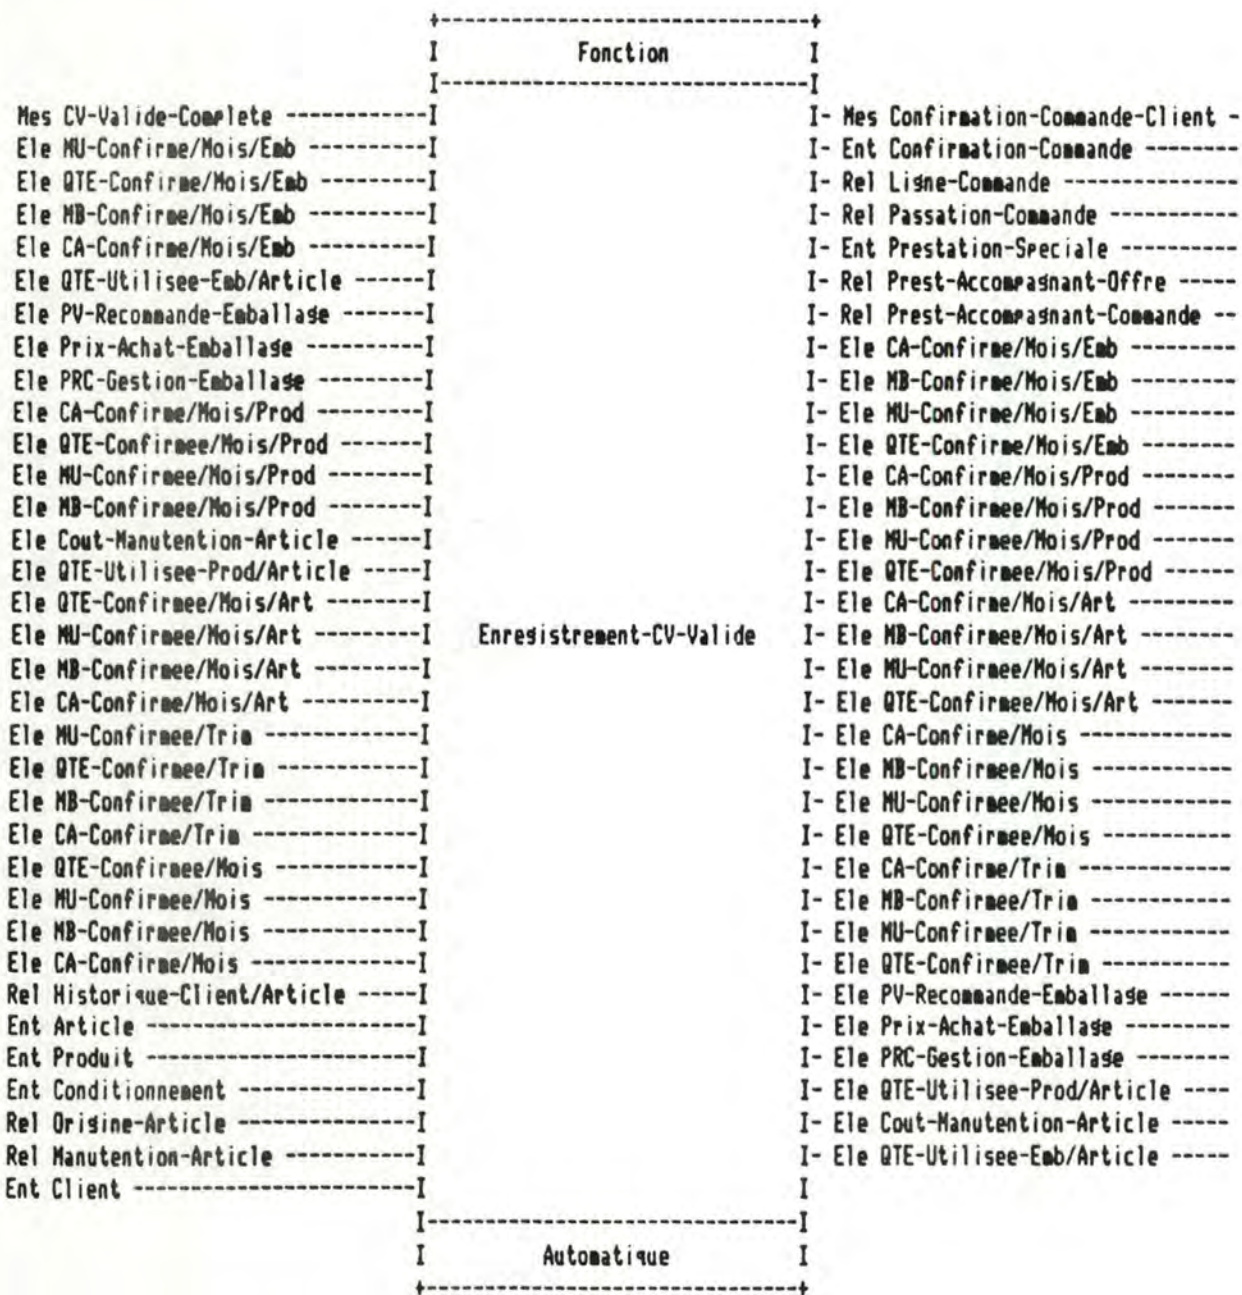 +-----------------------------+
I Fonction I
I-----------------------------I
Mes CV-Valide-Complete -----------I I- Mes Confirmation-Commande-Client -
Ele MU-Confirme/Mois/Emb ---------I I- Ent Confirmation-Commande --------
Ele QTE-Confirme/Mois/Emb --------I I- Rel Ligne-Commande ---------------
Ele MB-Confirme/Mois/Emb ---------I I- Rel Passation-Commande -----------
Ele CA-Confirme/Mois/Emb ---------I I- Ent Prestation-Speciale ----------
Ele QTE-Utilisee-Emb/Article ------I I- Rel Prest-Accompagnant-Offre -----
Ele PV-Recommande-Emballage -------I I- Rel Prest-Accompagnant-Commande --
Ele Prix-Achat-Emballage ---------I I- Ele CA-Confirme/Mois/Emb ---------
Ele PRC-Gestion-Emballage --------I I- Ele MB-Confirme/Mois/Emb ---------
Ele CA-Confirme/Mois/Prod --------I I- Ele MU-Confirme/Mois/Emb ---------
Ele QTE-Confirmee/Mois/Prod -------I I- Ele QTE-Confirme/Mois/Emb --------
Ele MU-Confirmee/Mois/Prod -------I I- Ele CA-Confirme/Mois/Prod --------
Ele MB-Confirmee/Mois/Prod -------I I- Ele MB-Confirmee/Mois/Prod -------
Ele Cout-Manutention-Article ------I I- Ele MU-Confirmee/Mois/Prod -------
Ele QTE-Utilisee-Prod/Article -----I I- Ele QTE-Confirmee/Mois/Prod ------
Ele QTE-Confirmee/Mois/Art --------I I- Ele CA-Confirme/Mois/Art ---------
Ele MU-Confirmee/Mois/Art --------I Enregistrement-CV-Valide I- Ele MB-Confirmee/Mois/Art --------
Ele MB-Confirmee/Mois/Art --------I I- Ele MU-Confirmee/Mois/Art --------
Ele CA-Confirme/Mois/Art ---------I I- Ele QTE-Confirmee/Mois/Art -------
Ele MU-Confirmee/Trim ------------I I- Ele CA-Confirme/Mois ------------
Ele QTE-Confirmee/Trim -----------I I- Ele MB-Confirmee/Mois -----------
Ele MB-Confirmee/Trim ------------I I- Ele MU-Confirmee/Mois -----------
Ele CA-Confirme/Trim -------------I I- Ele QTE-Confirmee/Mois ----------
Ele QTE-Confirmee/Mois -----------I I- Ele CA-Confirme/Trim ------------
Ele MU-Confirmee/Mois ------------I I- Ele MB-Confirmee/Trim -----------
Ele MB-Confirmee/Mois ------------I I- Ele MU-Confirmee/Trim -----------
Ele CA-Confirme/Mois -------------I I- Ele QTE-Confirmee/Trim ----------
Rel Historique-Client/Article -----I I- Ele PV-Recommande-Emballage ------
Ent Article ----------------------I I- Ele Prix-Achat-Emballage ---------
Ent Produit ----------------------I I- Ele PRC-Gestion-Emballage --------
Ent Conditionnement --------------I I- Ele QTE-Utilisee-Prod/Article ----
Rel Origine-Article --------------I I- Ele Cout-Manutention-Article -----
Rel Manutention-Article ----------I I- Ele QTE-Utilisee-Emb/Article -----
Ent Client -----------------------I I
I-----------------------------I
I Automatique I
+-----------------------------+